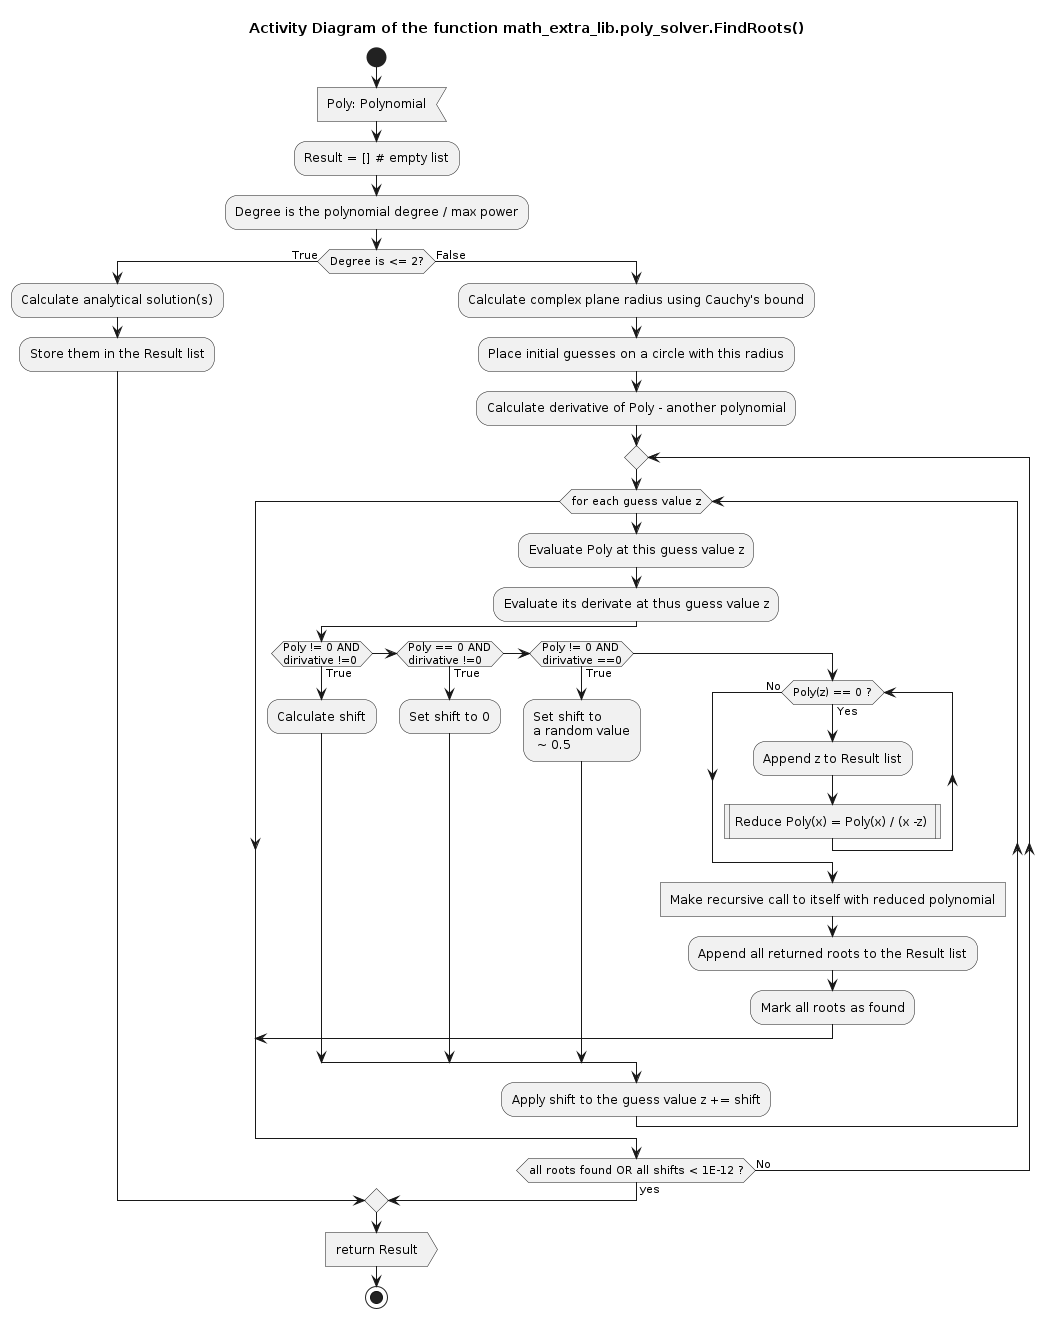 Activity Diagram of the function math_extra_lib.poly_solver.FindRoots()
Poly: Polynomial
Result = [] # empty list
Degree is the polynomial degree / max power
True
Degree is <= 2?
False
Calculate analytical solution(s)
Store them in the Result list
Calculate complex plane radius using Cauchy's bound
Place initial guesses on a circle with this radius
Calculate derivative of Poly - another polynomial
for each guess value z
Evaluate Poly at this guess value z
Evaluate its derivate at thus guess value z
Poly != 0 AND
dirivative !=0
True
Calculate shift
Poly == 0 AND
dirivative !=0
True
Set shift to 0
Poly != 0 AND
dirivative ==0
True
Set shift to
a random value
~ 0.5
No
Poly(z) == 0 ?
Yes
Append z to Result list
Reduce Poly(x) = Poly(x) / (x -z)
Make recursive call to itself with reduced polynomial
Append all returned roots to the Result list
Mark all roots as found
Apply shift to the guess value z += shift
all roots found OR all shifts < 1E-12 ?
No
yes
return Result